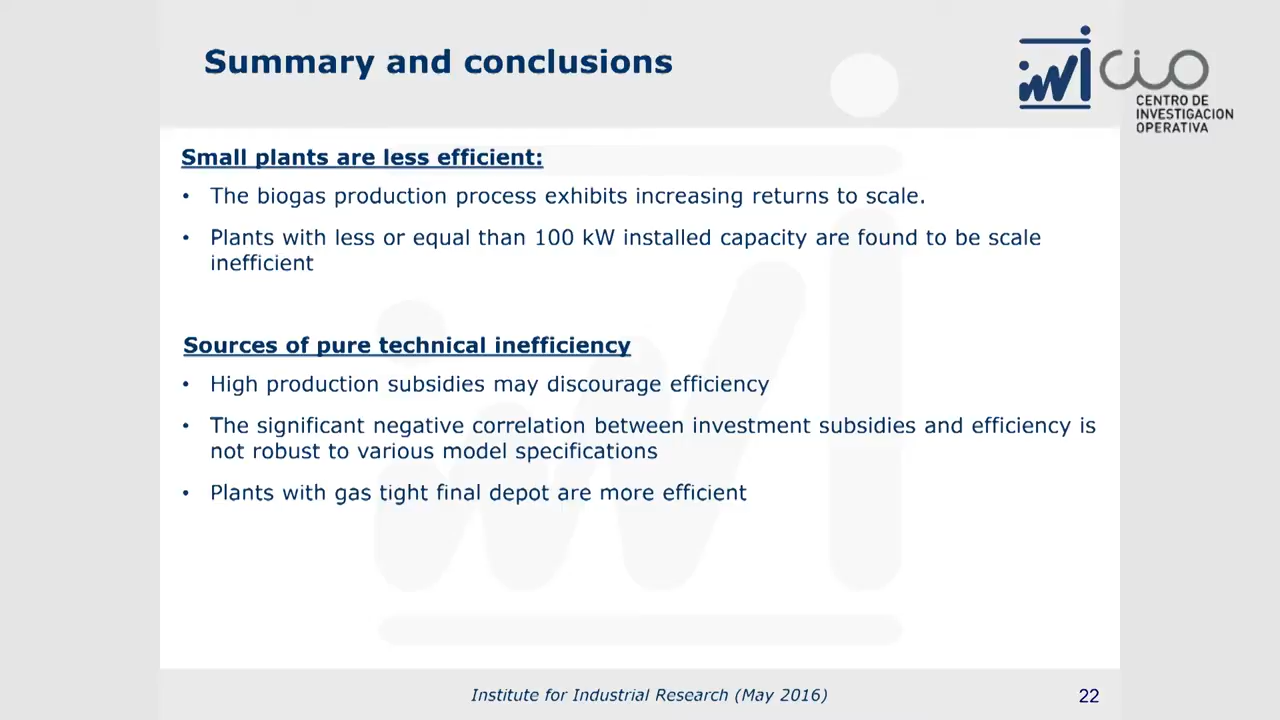 Summary and conclusions
iwi
CIO
CENTRO DE
INVESTIGACION
OPERATIVA
Small plants are less efficient:
• The biogas production process exhibits increasing returns to scale.
• Plants with less or equal than 100 kW installed capacity are found to be scale
inefficient
Sources of pure technical inefficiency
• High production subsidies may discourage efficiency
• The significant negative correlation between investment subsidies and efficiency is
not robust to various model specifications
• Plants with gas tight final depot are more efficient
Institute for Industrial Research (May 2016)
22